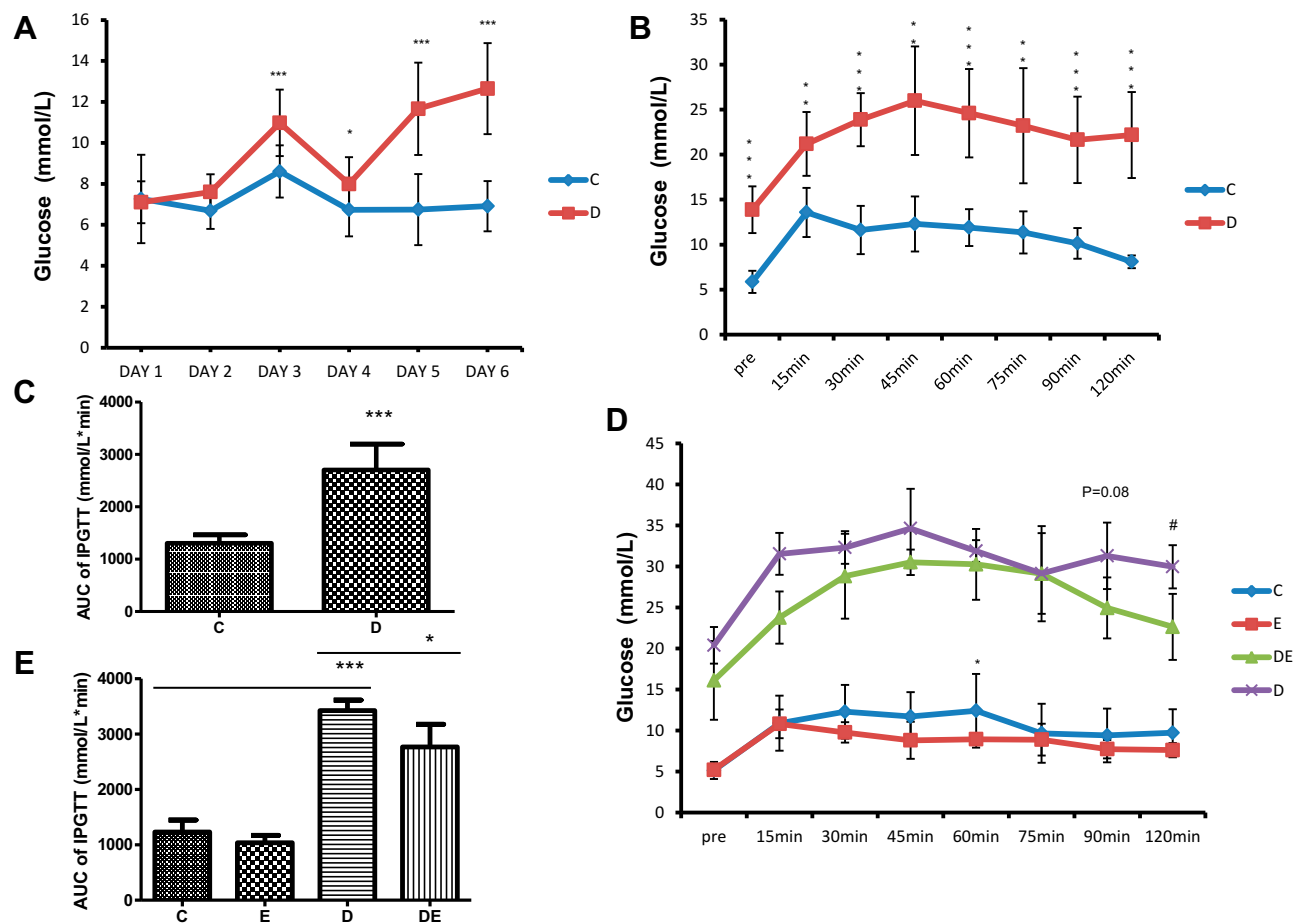 A
Glucose (mmol/L)
16
14
12
10
8
6
4
2
0
***
*
***
***
DAY 1 DAY 2 DAY 3 DAY 4 DAY 5 DAY 6
C
D
B
Glucose (mmol/L)
35
30
25
20
15
10
5
0
***
**
***
**
***
**
***
***
pre 15min 30min 45min 60min 75min 90min 120min
C
D
C
AUC of IPGTT (mmol/L*min)
4000
3000
2000
1000
0
***
C D
D
Glucose (mmol/L)
45
40
35
30
25
20
15
10
5
0
P=0.08
#
*
pre 15min 30min 45min 60min 75min 90min 120min
C
E
DE
D
E
AUC of IPGTT (mmol/L*min)
4000
3000
2000
1000
0
*
***
C E D DE